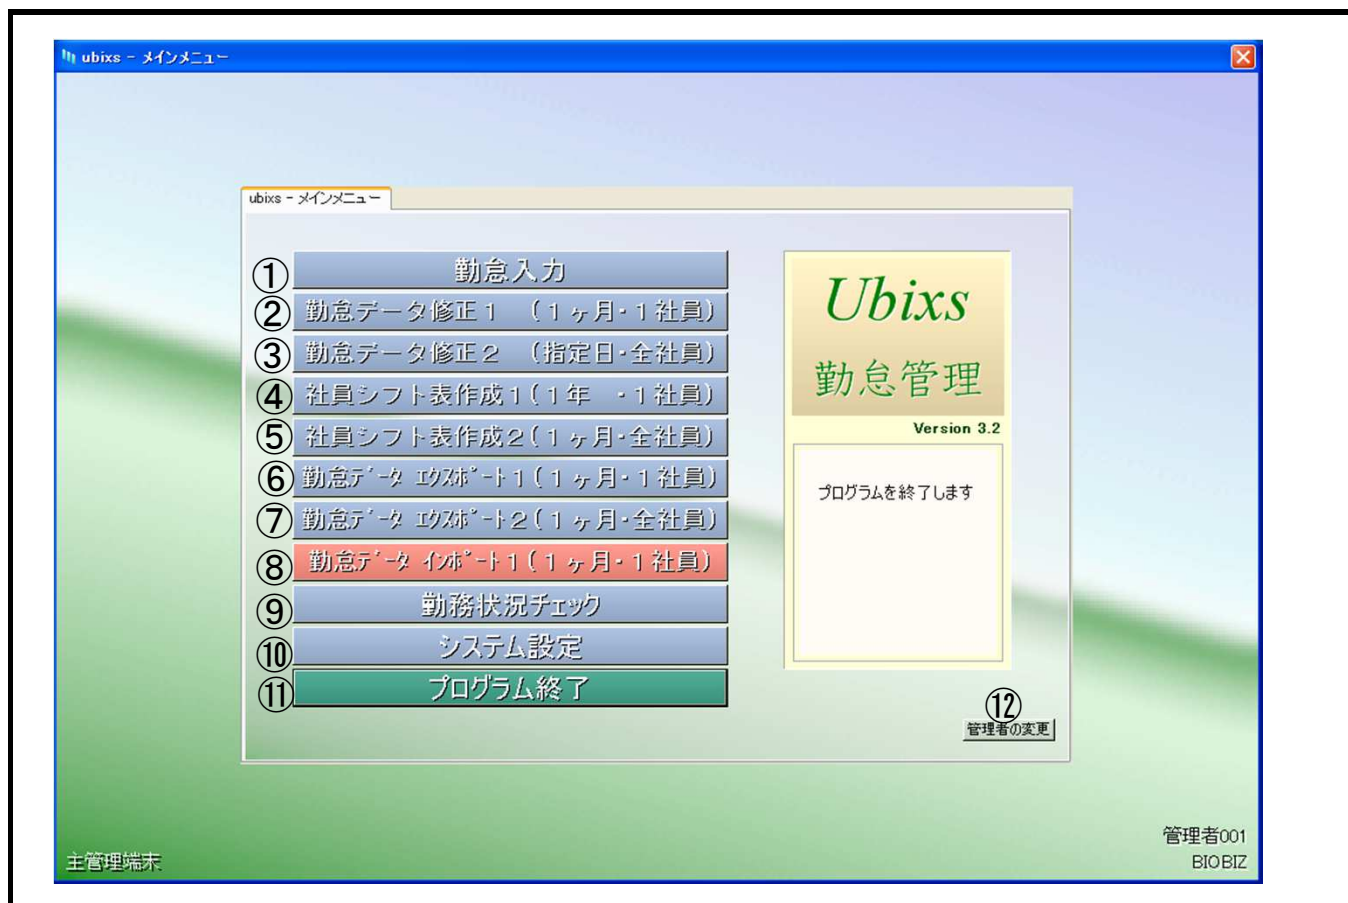 ubixs - メインメニュー
ubixs - メインメニュー
① 勤怠入力
② 勤怠データ修正１ （１ヶ月・１社員）
③ 勤怠データ修正２ （指定日・全社員）
④ 社員シフト表作成１（１年 ・１社員）
⑤ 社員シフト表作成２（１ヶ月・全社員）
⑥ 勤怠ﾃﾞｰﾀ ｴｸｽﾎﾟｰﾄ１（１ヶ月・１社員）
⑦ 勤怠ﾃﾞｰﾀ ｴｸｽﾎﾟｰﾄ２（１ヶ月・全社員）
⑧ 勤怠ﾃﾞｰﾀ ｲﾝﾎﾟｰﾄ１（１ヶ月・１社員）
⑨ 勤務状況チェック
⑩ システム設定
⑪ プログラム終了
Ubixs
勤怠管理
Version 3.2
プログラムを終了します
⑫
管理者の変更
管理者001
主管理端末
BIOBIZ